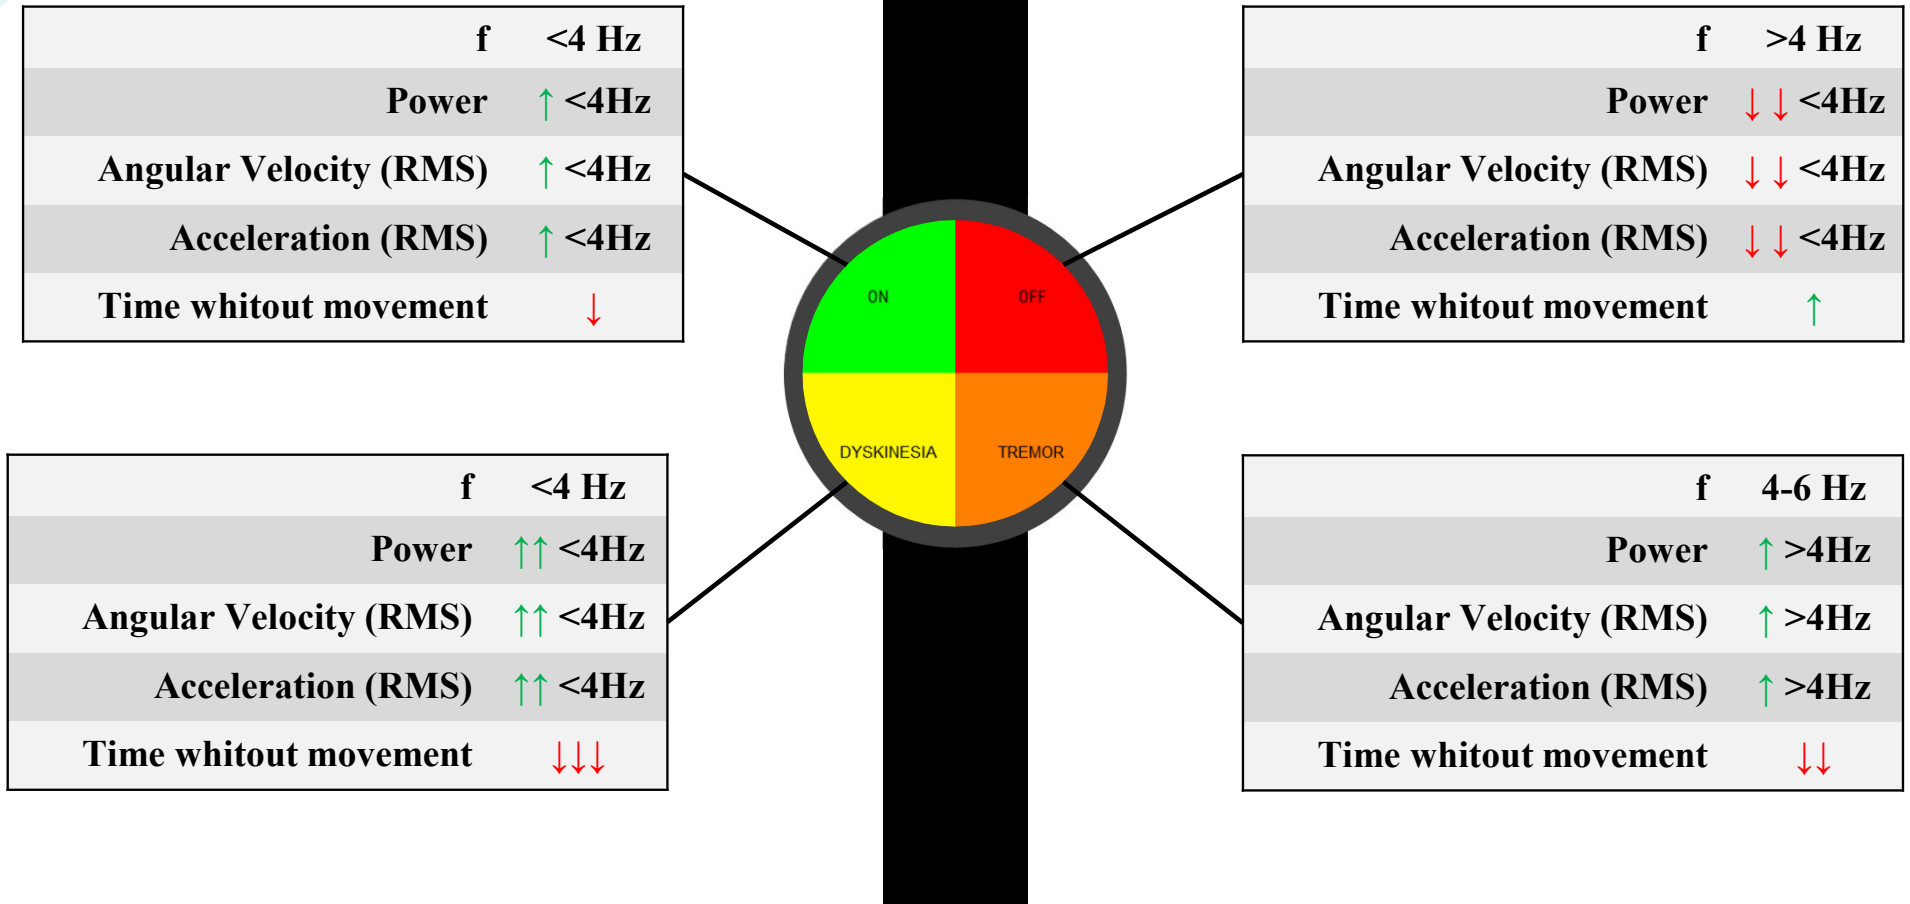 f <4 Hz
Power ↑ <4Hz
Angular Velocity (RMS) ↑ <4Hz
Acceleration (RMS) ↑ <4Hz
Time whitout movement ↓
f >4 Hz
Power ↓ ↓ <4Hz
Angular Velocity (RMS) ↓ ↓ <4Hz
Acceleration (RMS) ↓ ↓ <4Hz
Time whitout movement ↑
ON
OFF
DYSKINESIA
TREMOR
f <4 Hz
Power ↑↑ <4Hz
Angular Velocity (RMS) ↑↑ <4Hz
Acceleration (RMS) ↑↑ <4Hz
Time whitout movement ↓↓↓
f 4-6 Hz
Power ↑ >4Hz
Angular Velocity (RMS) ↑ >4Hz
Acceleration (RMS) ↑ >4Hz
Time whitout movement ↓↓